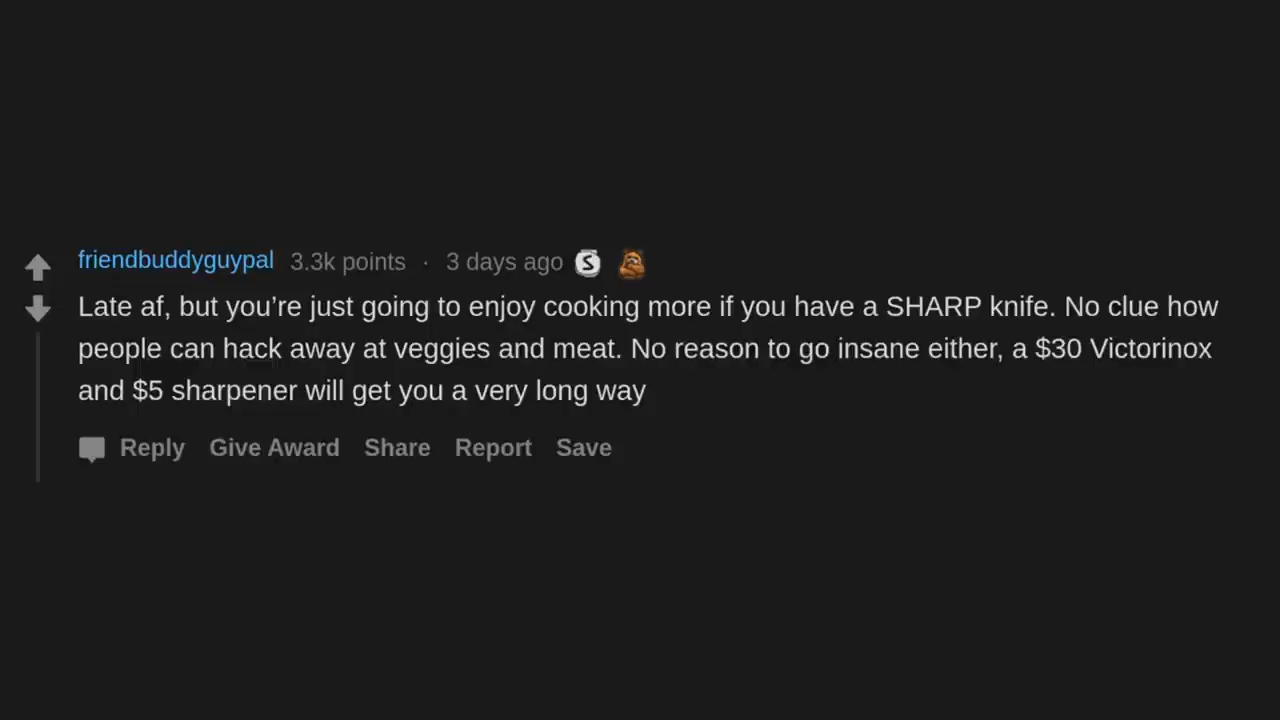 friendbuddyguypal 3.3k points · 3 days ago S
Late af, but you’re just going to enjoy cooking more if you have a SHARP knife. No clue how
people can hack away at veggies and meat. No reason to go insane either, a $30 Victorinox
and $5 sharpener will get you a very long way
Reply Give Award Share Report Save